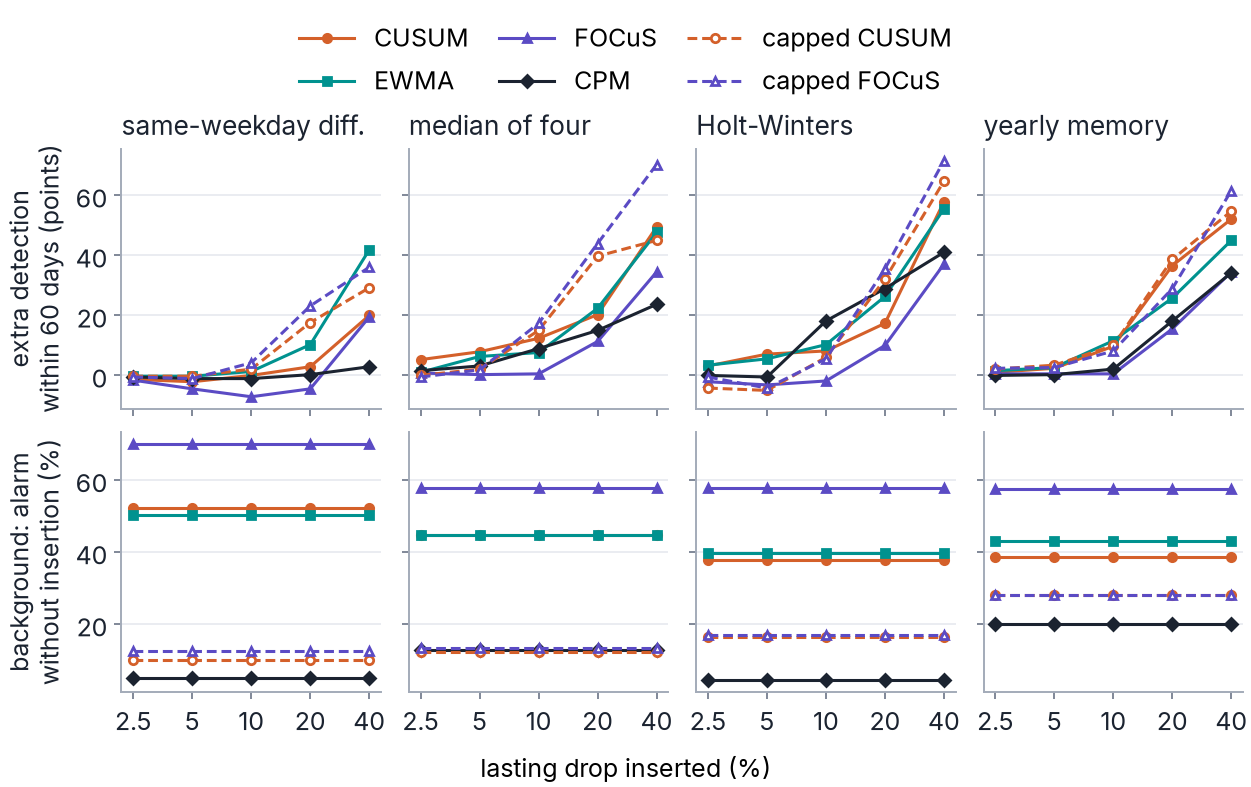 CUSUM FOCuS capped CUSUM
EWMA CPM capped FOCuS
same-weekday diff. median of four Holt-Winters yearly memory
extra detection
within 60 days (points)
60
40
20
0
background: alarm
without insertion (%)
60
40
20
2.5 5 10 20 40 2.5 5 10 20 40 2.5 5 10 20 40 2.5 5 10 20 40
lasting drop inserted (%)